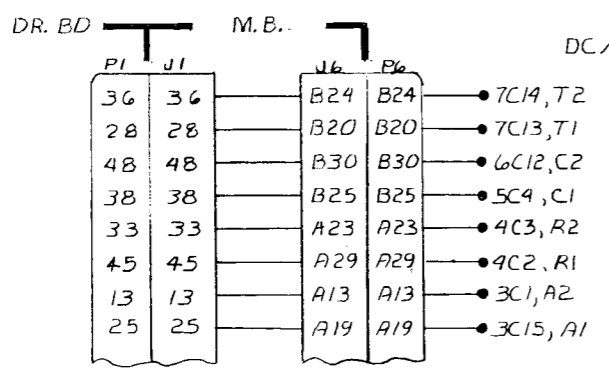 DR. BD M.B. DC/
P1 J1 J6 P6
36 36 B24 B24 7C14, T2
28 28 B20 B20 7C13, T1
48 48 B30 B30 6C12, C2
38 38 B25 B25 5C4, C1
33 33 A23 A23 4C3, R2
45 45 A29 A29 4C2, R1
13 13 A13 A13 3C1, A2
25 25 A19 A19 3C15, A1